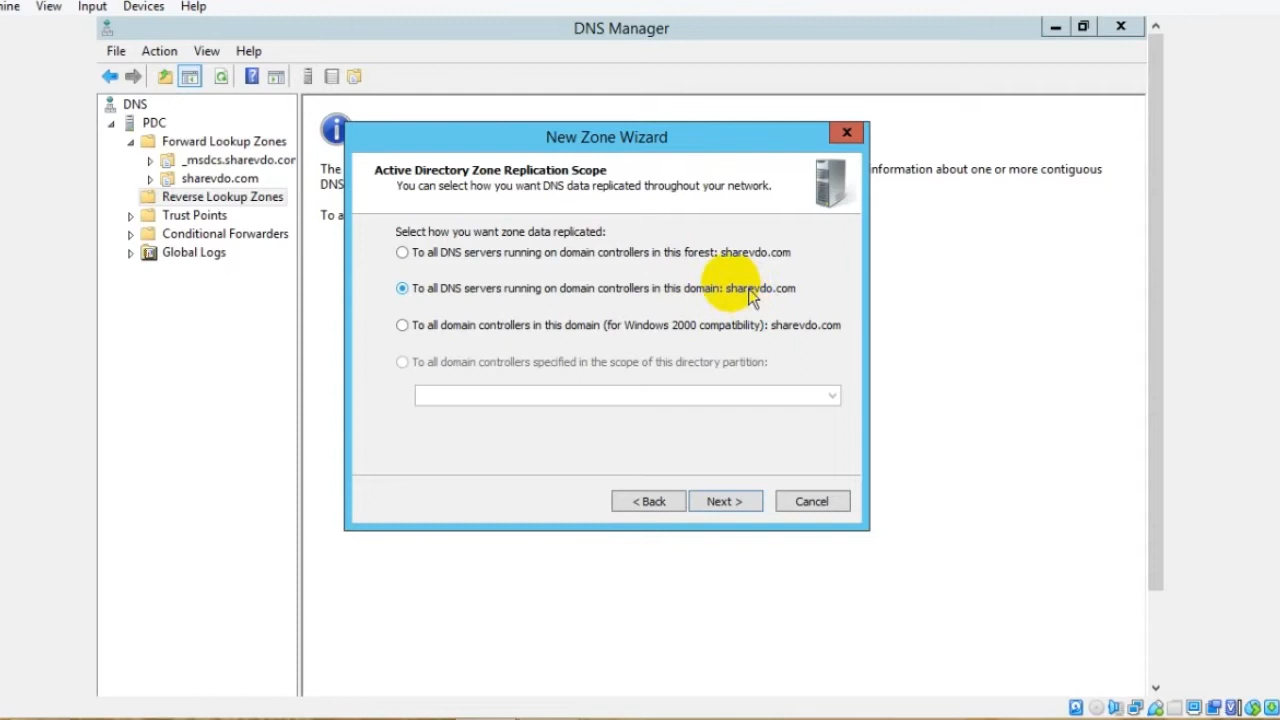 View Input Devices Help
DNS Manager
File Action View Help
DNS
PDC
Forward Lookup Zones
_msdcs.sharevdo.cor
sharevdo.com
Reverse Lookup Zones
Trust Points
Conditional Forwarders
Global Logs
The
nformation about one or more contiguous
DNS
To a
New Zone Wizard
Active Directory Zone Replication Scope
You can select how you want DNS data replicated throughout your network.
Select how you want zone data replicated:
To all DNS servers running on domain controllers in this forest: sharevdo.com
To all DNS servers running on domain controllers in this domain: sharevdo.com
To all domain controllers in this domain (for Windows 2000 compatibility): sharevdo.com
To all domain controllers specified in the scope of this directory partition:
< Back Next > Cancel